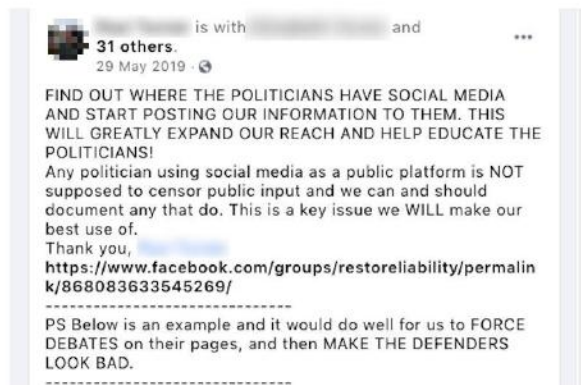 is with and
31 others.
29 May 2019 ·
FIND OUT WHERE THE POLITICIANS HAVE SOCIAL MEDIA
AND START POSTING OUR INFORMATION TO THEM. THIS
WILL GREATLY EXPAND OUR REACH AND HELP EDUCATE THE
POLITICIANS!
Any politician using social media as a public platform is NOT
supposed to censor public input and we can and should
document any that do. This is a key issue we WILL make our
best use of.
Thank you,
https://www.facebook.com/groups/restoreliability/permalin
k/868083633545269/
-------------------------------
PS Below is an example and it would do well for us to FORCE
DEBATES on their pages, and then MAKE THE DEFENDERS
LOOK BAD.
-------------------------------